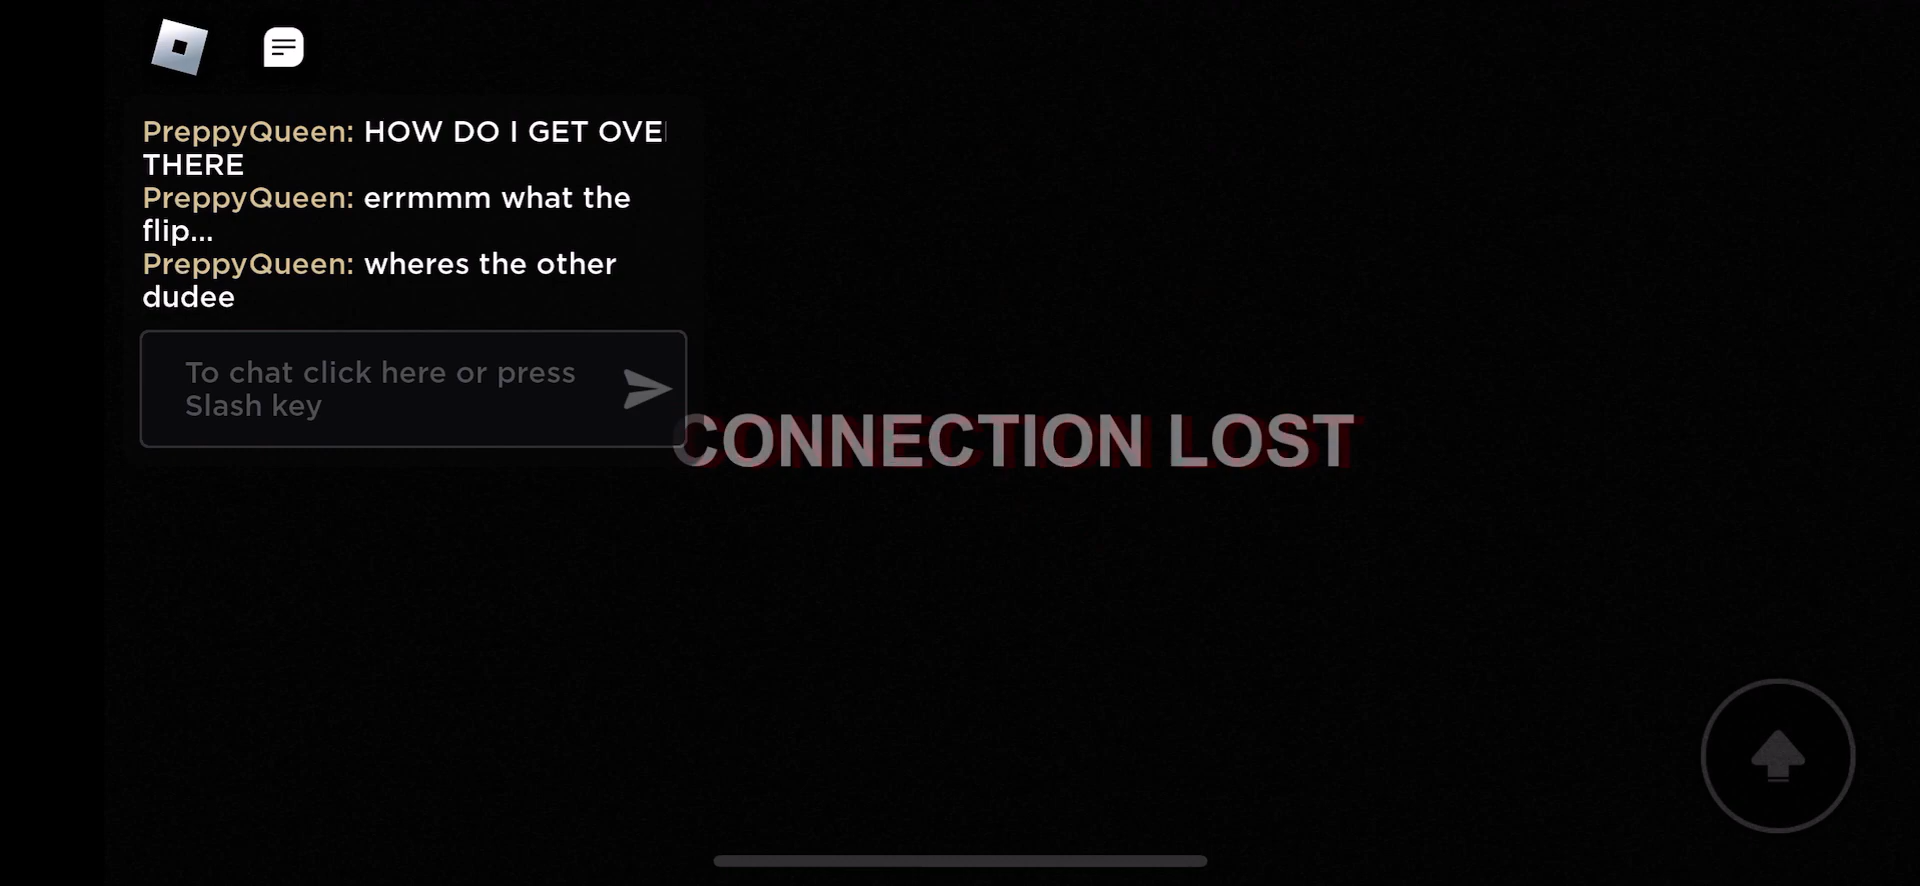 PreppyQueen: HOW DO I GET OVE
THERE
PreppyQueen: errmmm what the
flip...
PreppyQueen: wheres the other
dudee
To chat click here or press
Slash key
CONNECTION LOST